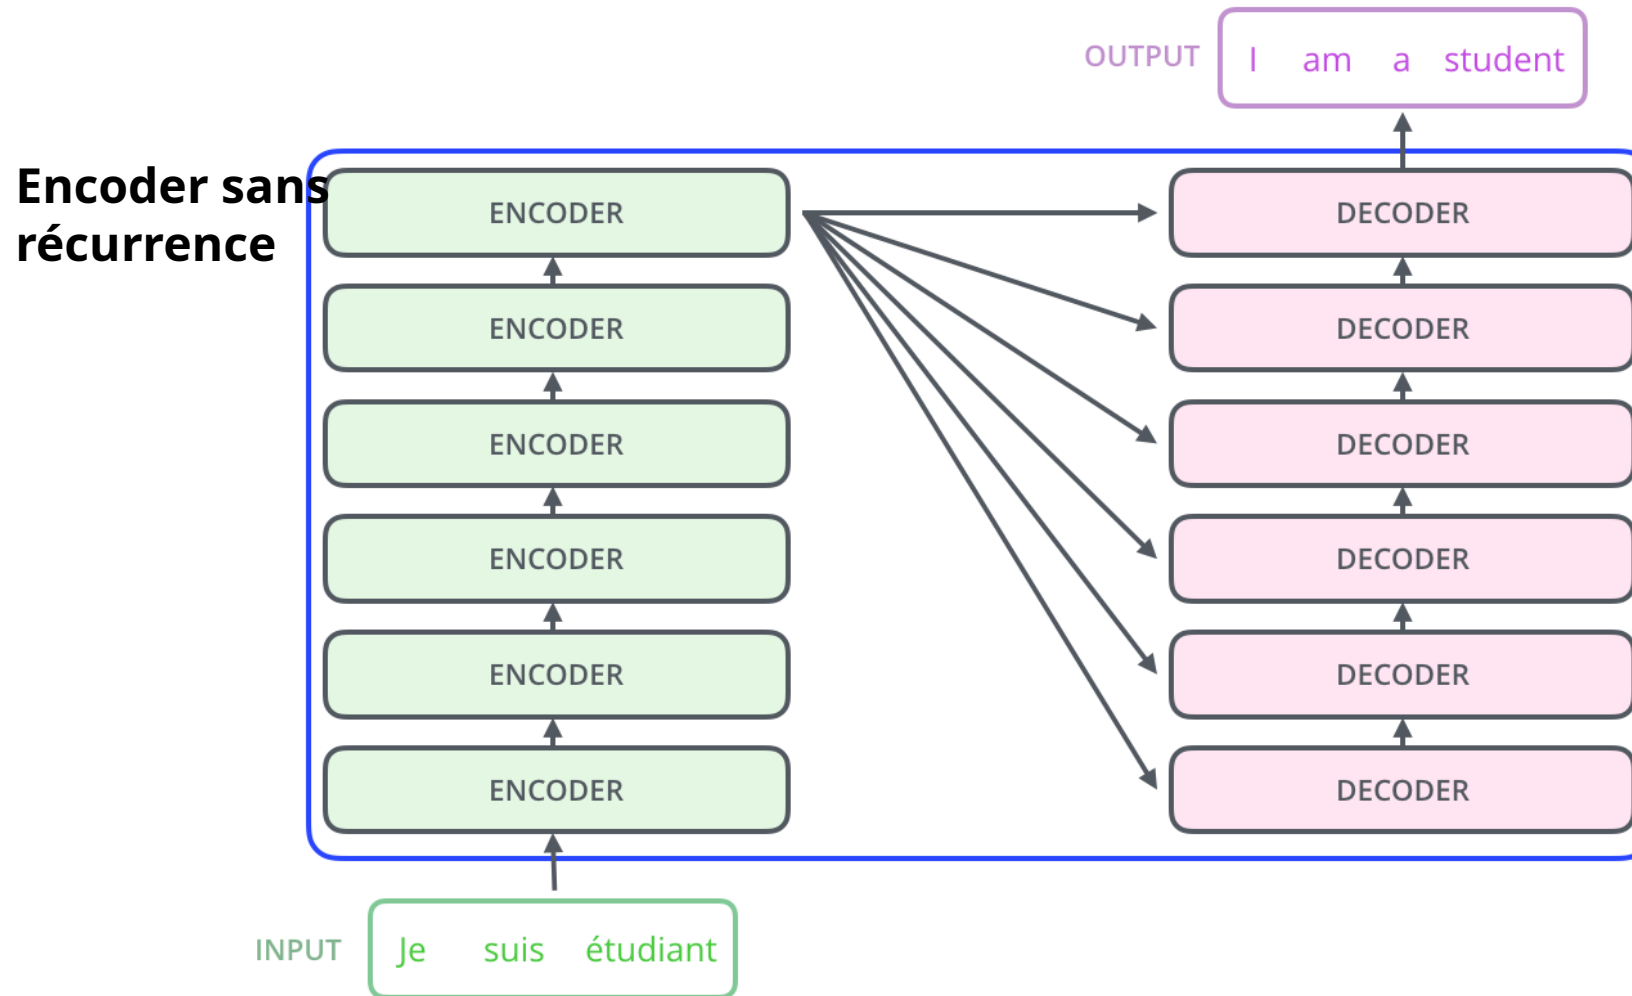 OUTPUT I am a student
Encoder sans
récurrence
ENCODER DECODER
ENCODER DECODER
ENCODER DECODER
ENCODER DECODER
ENCODER DECODER
ENCODER DECODER
INPUT Je suis étudiant